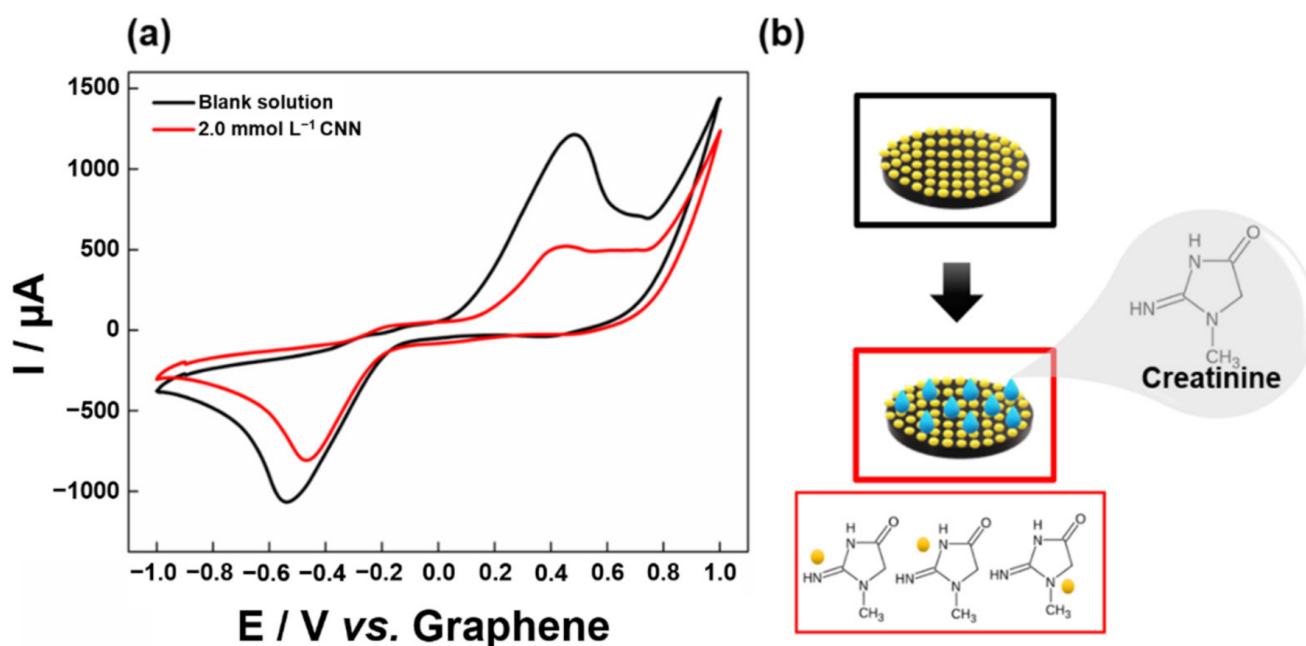 (a)
(b)
1500
1000
500
0
−500
−1000
I / µA
Blank solution
2.0 mmol L⁻¹ CNN
−1.0 −0.8 −0.6 −0.4 −0.2 0.0 0.2 0.4 0.6 0.8 1.0
E / V vs. Graphene
H
N
O
HN
N
CH₃
Creatinine
H
N
O
HN
N
CH₃
H
N
O
HN
N
CH₃
H
N
O
HN
N
CH₃